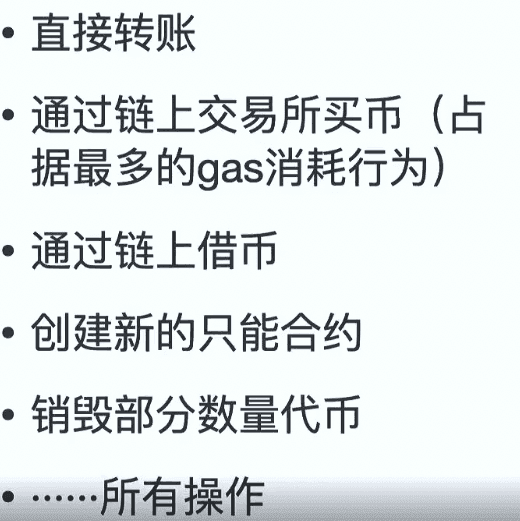 • 直接转账
• 通过链上交易所买币（占
据最多的gas消耗行为）
• 通过链上借币
• 创建新的只能合约
• 销毁部分数量代币
• ……所有操作